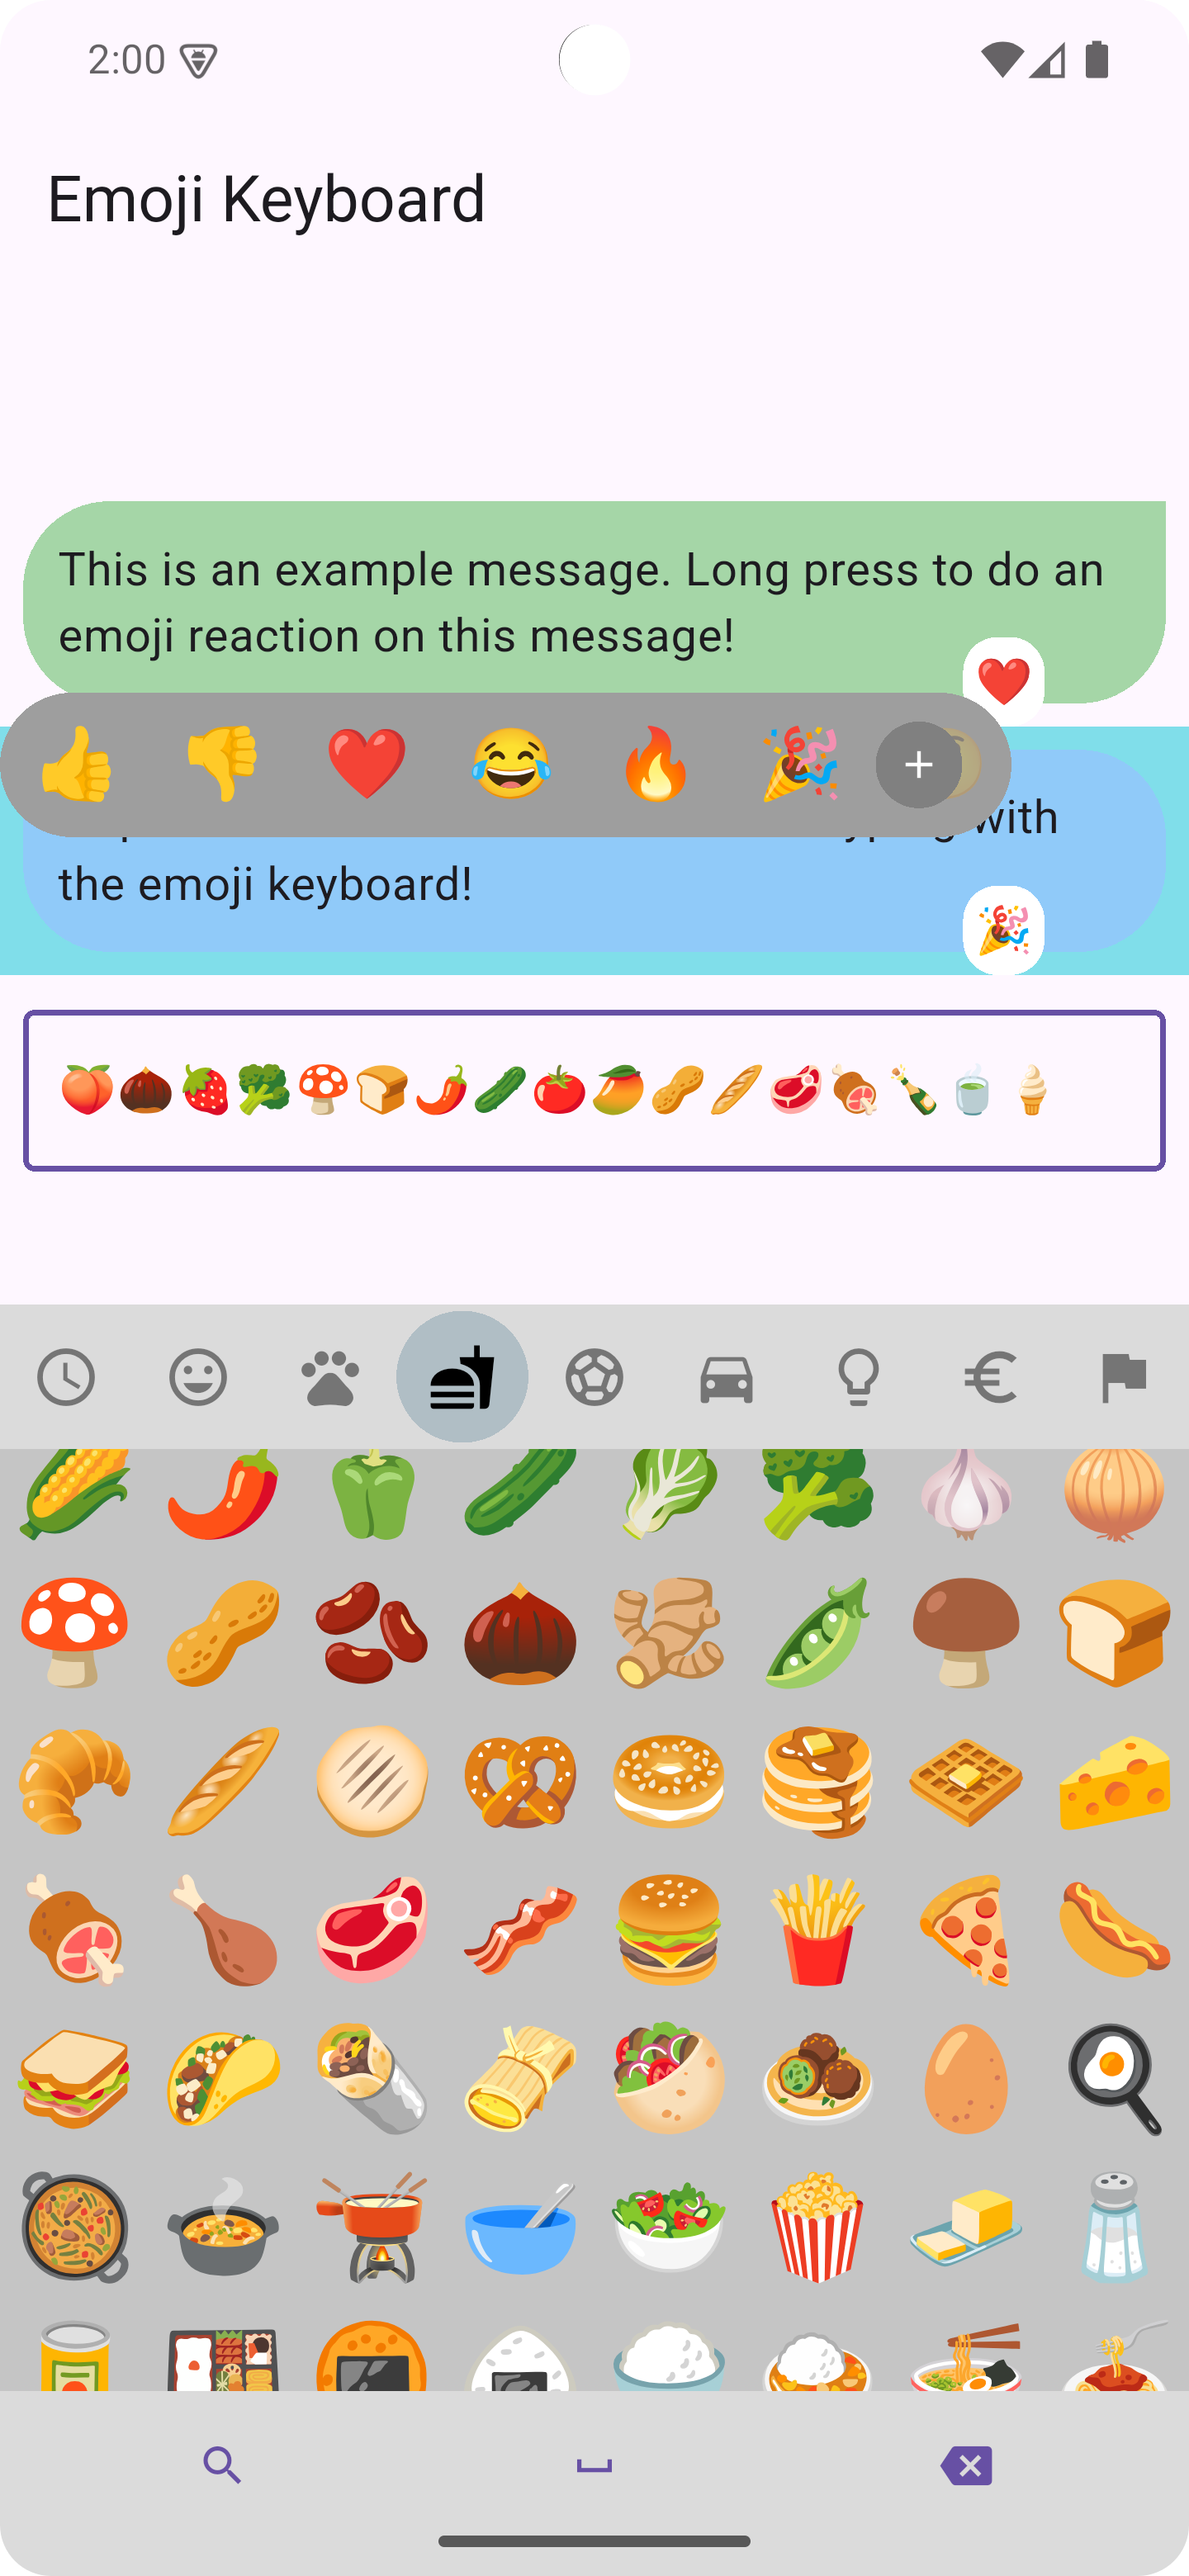 2:00
Emoji Keyboard
This is an example message. Long press to do an
emoji reaction on this message!
with
the emoji keyboard!
🍑🌰🍓🥦🍄🍞🌶️🥒🍅🥭🥜🥖🥩🍖🍾🍵🍦